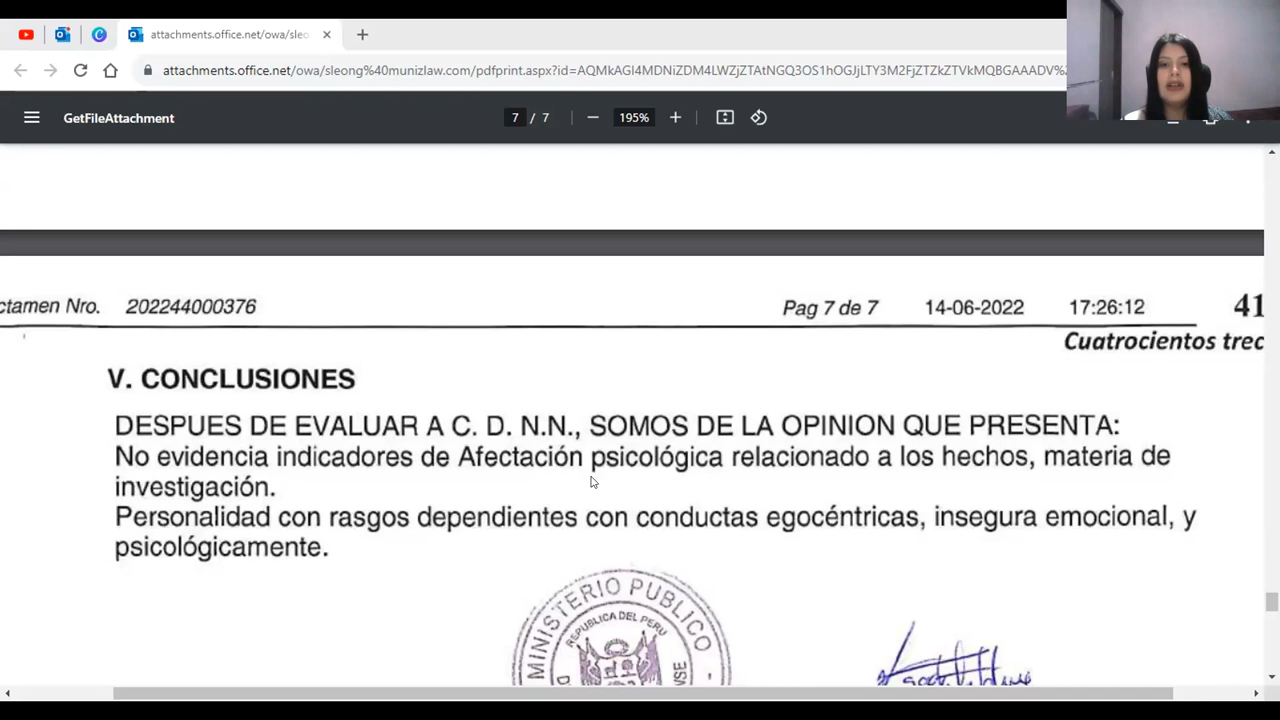 attachments.office.net/owa/sleo
attachments.office.net/owa/sleong%40munizlaw.com/pdfprint.aspx?id=AQMkAGI4MDNiZDM4LWZjZTAtNGQ3OS1hOGJjLTY3M2FjZTZkZTVkMQBGAAADV%
GetFileAttachment
7 / 7
195%
ctamen Nro. 202244000376 Pag 7 de 7 14-06-2022 17:26:12 41
Cuatrocientos trec
V. CONCLUSIONES
DESPUES DE EVALUAR A C. D. N.N., SOMOS DE LA OPINION QUE PRESENTA:
No evidencia indicadores de Afectación psicológica relacionado a los hechos, materia de
investigación.
Personalidad con rasgos dependientes con conductas egocéntricas, insegura emocional, y
psicológicamente.
MINISTERIO PUBLICO
REPUBLICA DEL PERU